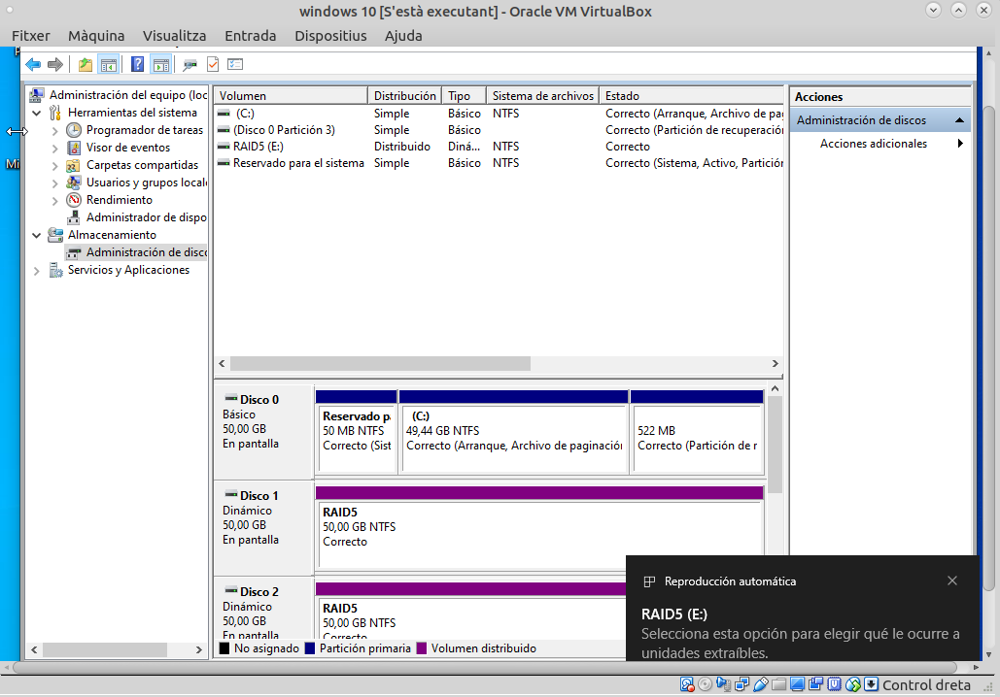 windows 10 [S'està executant] - Oracle VM VirtualBox
Fitxer Màquina Visualitza Entrada Dispositius Ajuda
Administración del equipo (loc
Herramientas del sistema
Programador de tareas
Visor de eventos
Carpetas compartidas
Usuarios y grupos local
Rendimiento
Administrador de dispo
Almacenamiento
Administración de disco
Servicios y Aplicaciones
Mi
Volumen Distribución Tipo Sistema de archivos Estado
(C:) Simple Básico NTFS Correcto (Arranque, Archivo de pag
(Disco 0 Partición 3) Simple Básico Correcto (Partición de recuperación
RAID5 (E:) Distribuido Diná... NTFS Correcto
Reservado para el sistema Simple Básico NTFS Correcto (Sistema, Activo, Partición
Disco 0
Básico
50,00 GB
En pantalla
Reservado pa
50 MB NTFS
Correcto (Sist
(C:)
49,44 GB NTFS
Correcto (Arranque, Archivo de paginación
522 MB
Correcto (Partición de r
Disco 1
Dinámico
50,00 GB
En pantalla
RAID5
50,00 GB NTFS
Correcto
Disco 2
Dinámico
50,00 GB
En pantalla
RAID5
50,00 GB NTFS
Correcto
No asignado Partición primaria Volumen distribuido
Acciones
Administración de discos
Acciones adicionales
Reproducción automática
RAID5 (E:)
Selecciona esta opción para elegir qué le ocurre a
unidades extraíbles.
Control dreta